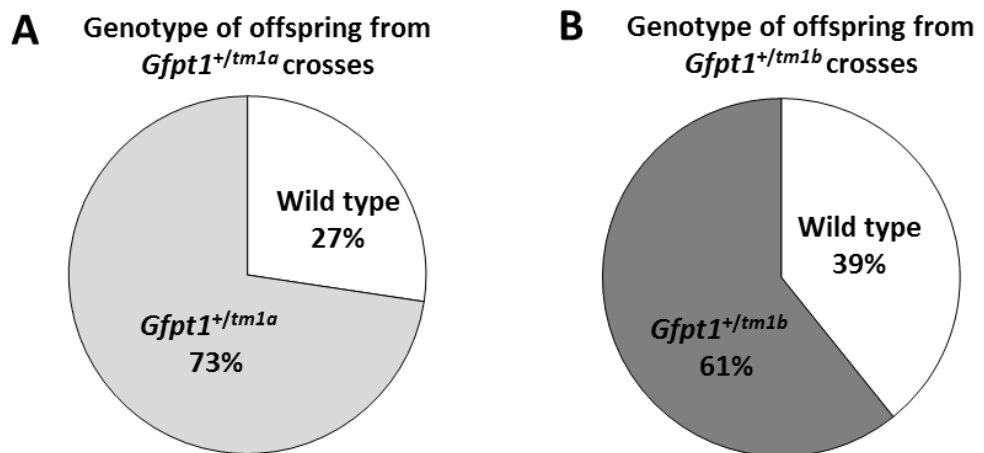 A
Genotype of offspring from
Gfpt1+/tm1a crosses
Wild type
27%
Gfpt1+/tm1a
73%
B
Genotype of offspring from
Gfpt1+/tm1b crosses
Wild type
39%
Gfpt1+/tm1b
61%